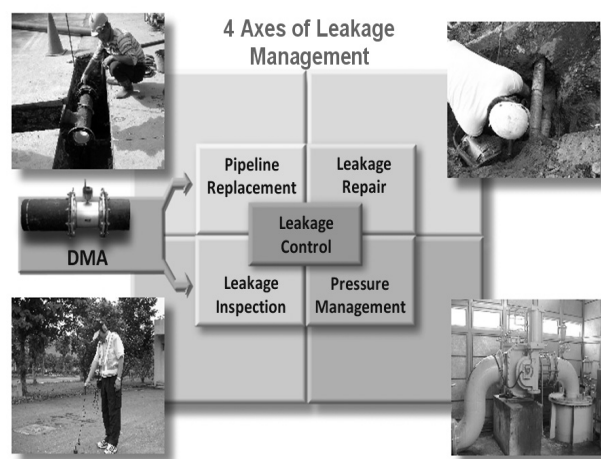 4 Axes of Leakage
Management
Pipeline
Replacement
Leakage
Repair
Leakage
Control
DMA
Leakage
Inspection
Pressure
Management